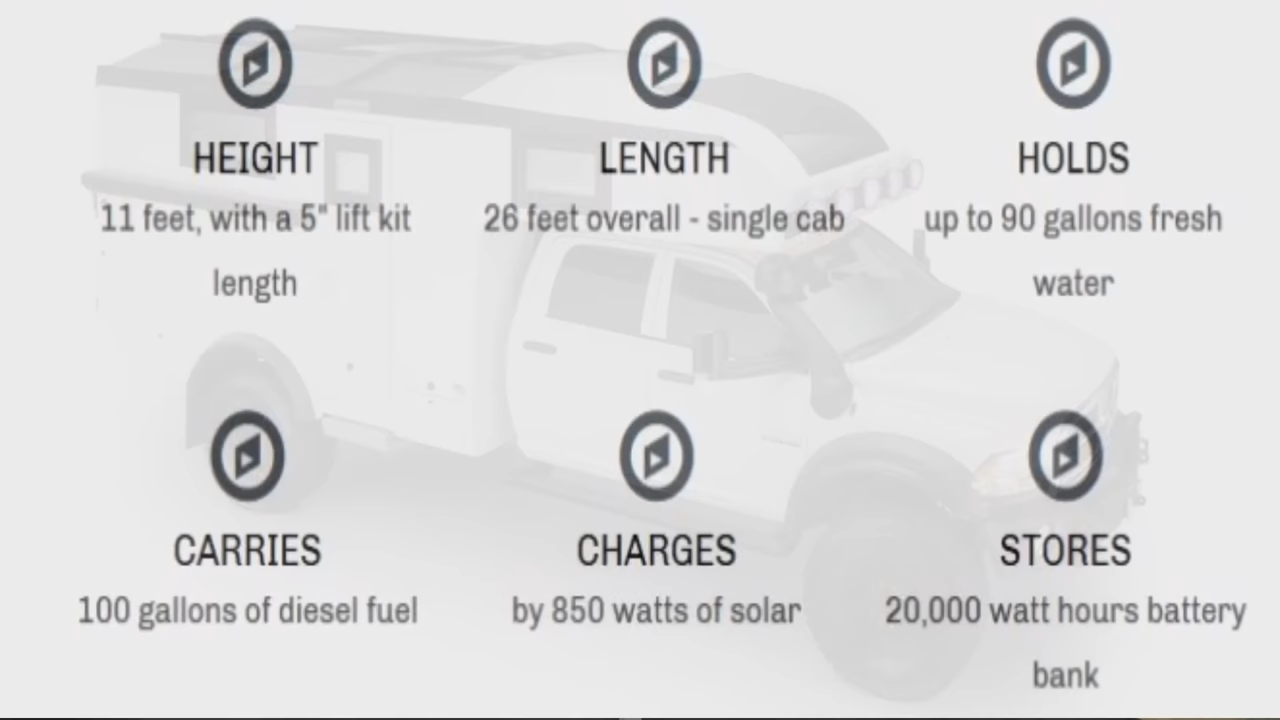 HEIGHT
11 feet, with a 5" lift kit
length
LENGTH
26 feet overall - single cab
HOLDS
up to 90 gallons fresh
water
CARRIES
100 gallons of diesel fuel
CHARGES
by 850 watts of solar
STORES
20,000 watt hours battery
bank